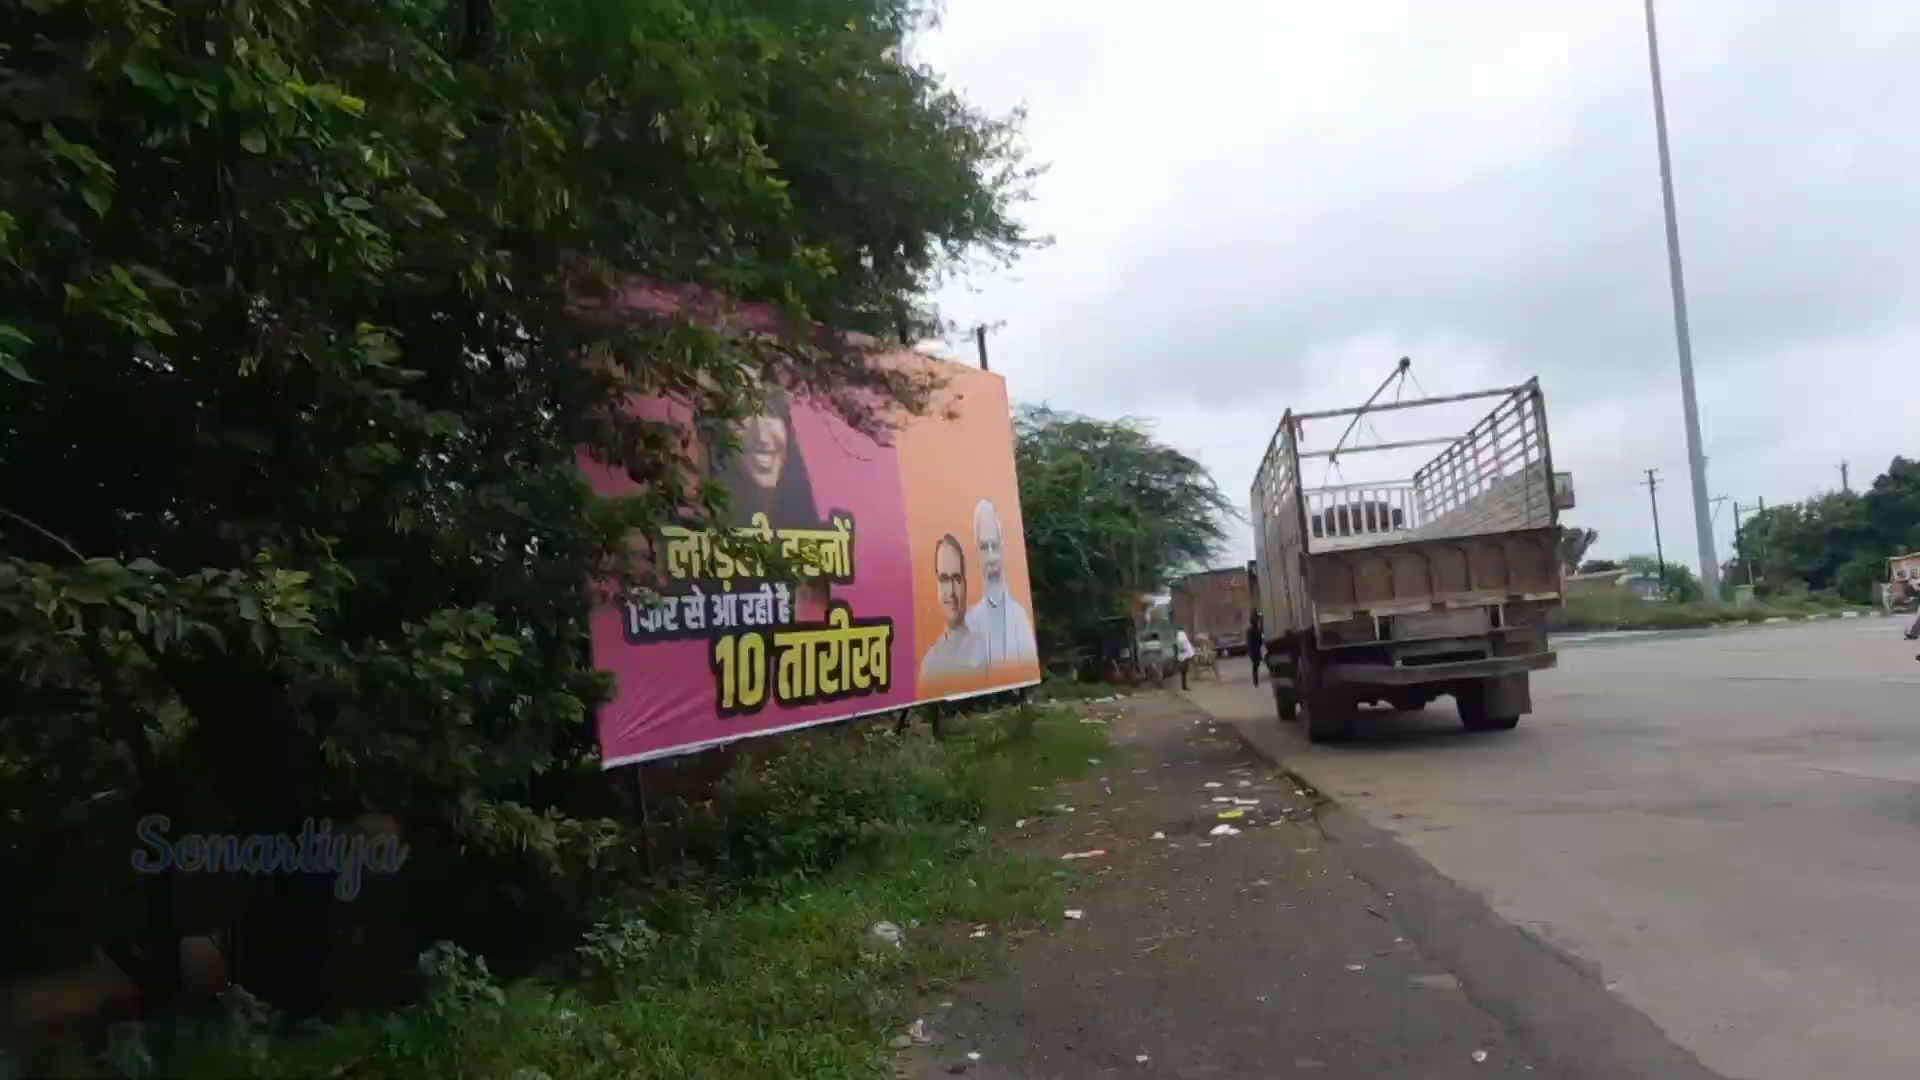 लाड़ली बहनों
फिर से आ रही है
10 तारीख
Sonartiya